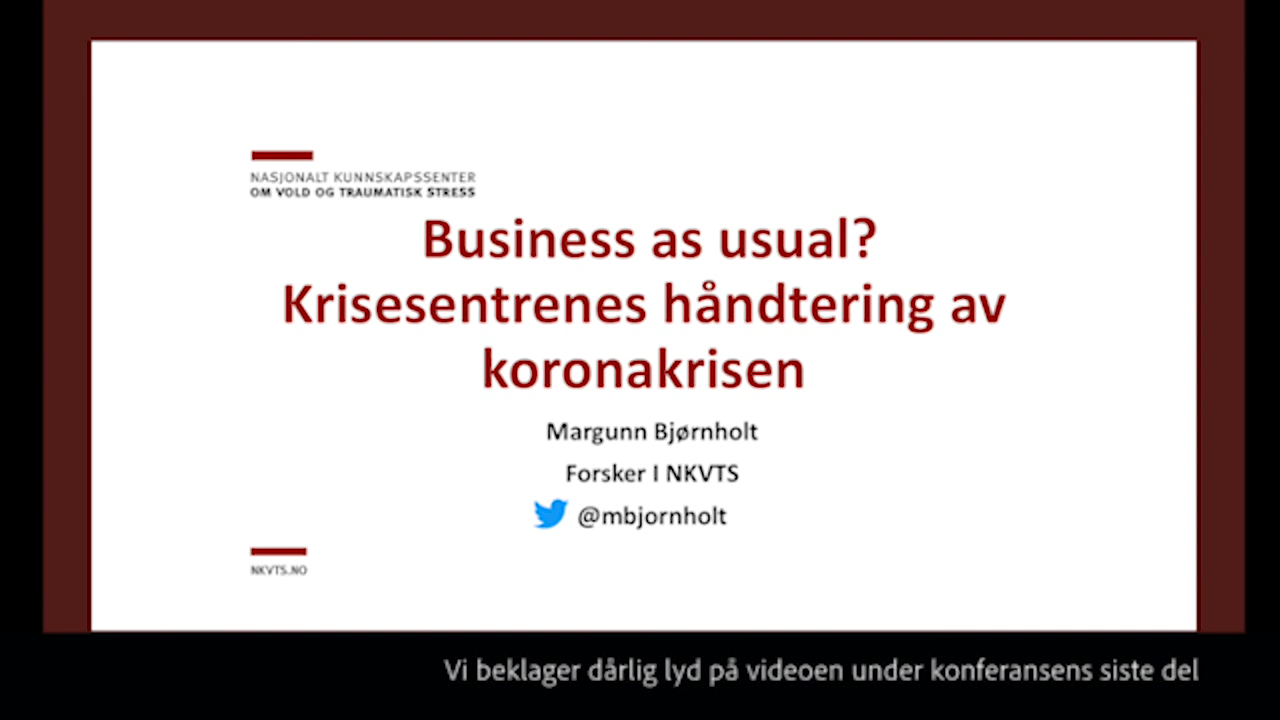 NASJONALT KUNNSKAPSSENTER
OM VOLD OG TRAUMATISK STRESS
Business as usual?
Krisesentrenes håndtering av
koronakrisen
Margunn Bjørnholt
Forsker I NKVTS
@mbjornholt
NKVTS.NO
Vi beklager dårlig lyd på videoen under konferansens siste del